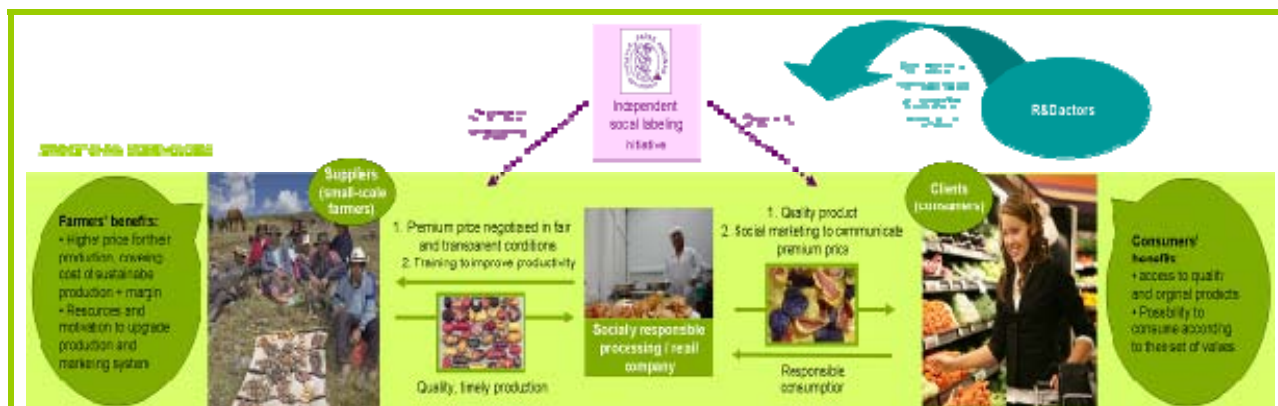 Independent
social labeling
initiative
R&D actors
Suppliers
(small-scale
farmers)
Clients
(consumers)
Farmers' benefits:
• Higher price for their
production, covering
cost of sustainable
production + margin
• Resources and
motivation to upgrade
production and
marketing system
1. Premium price negotiated in fair
and transparent conditions
2. Training to improve productivity
Quality, timely production
Socially responsible
processing / retail
company
1. Quality product
2. Social marketing to communicate
premium price
Responsible
consumption
Consumers'
benefits:
• access to quality
and original products
• Possibility to
consume according
to their set of values